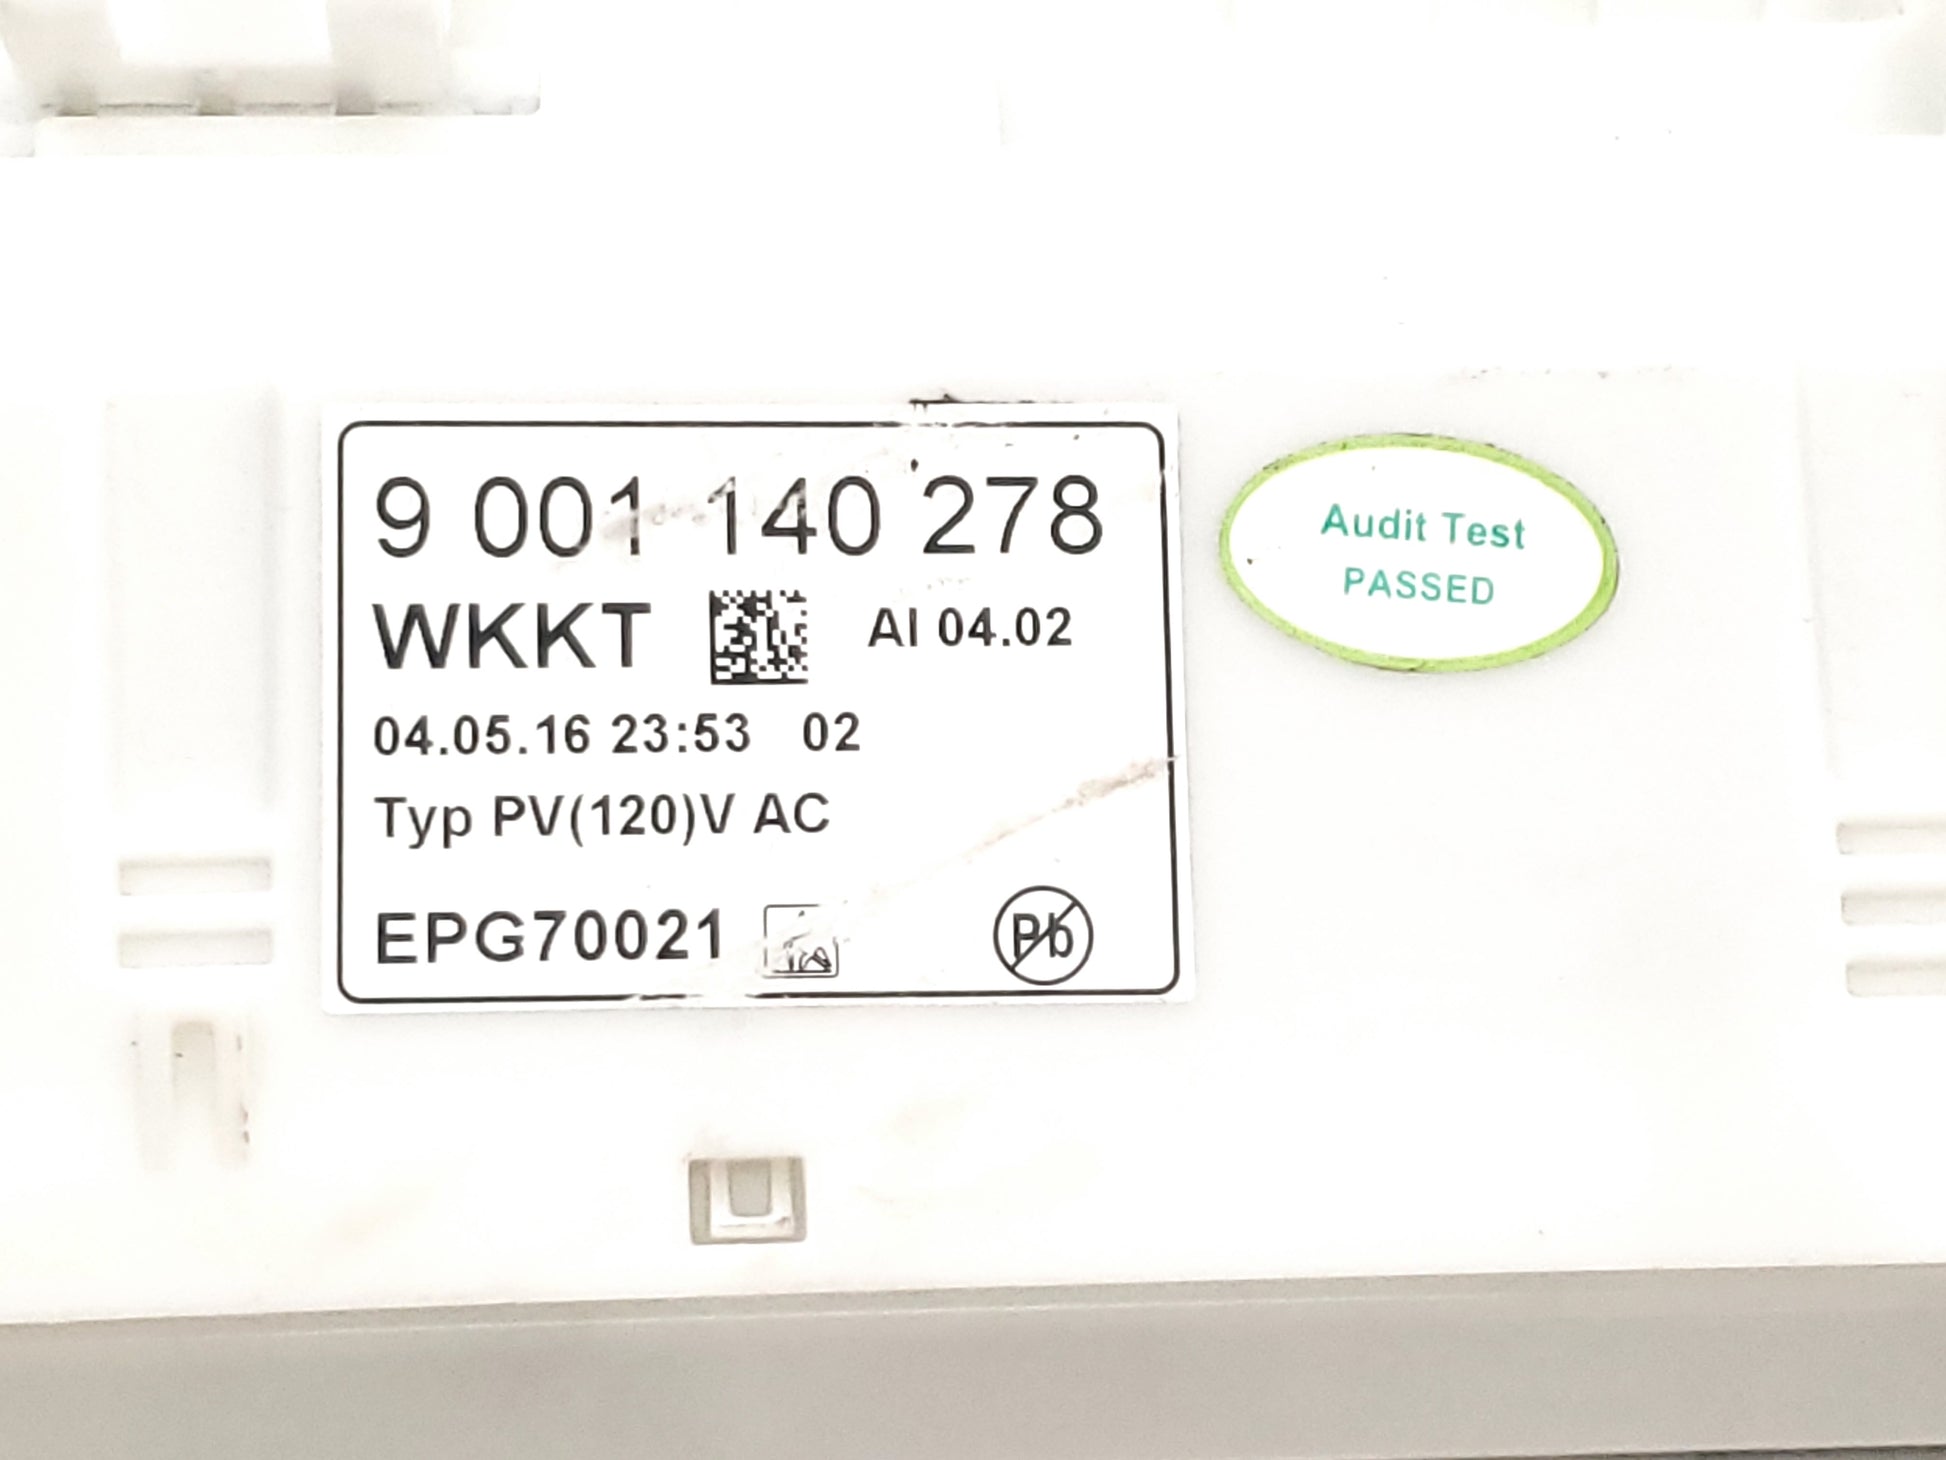 9 001 140 278
WKKT AI 04.02
04.05.16 23:53 02
Typ PV(120)V AC
EPG70021
Pb
Audit Test
PASSED